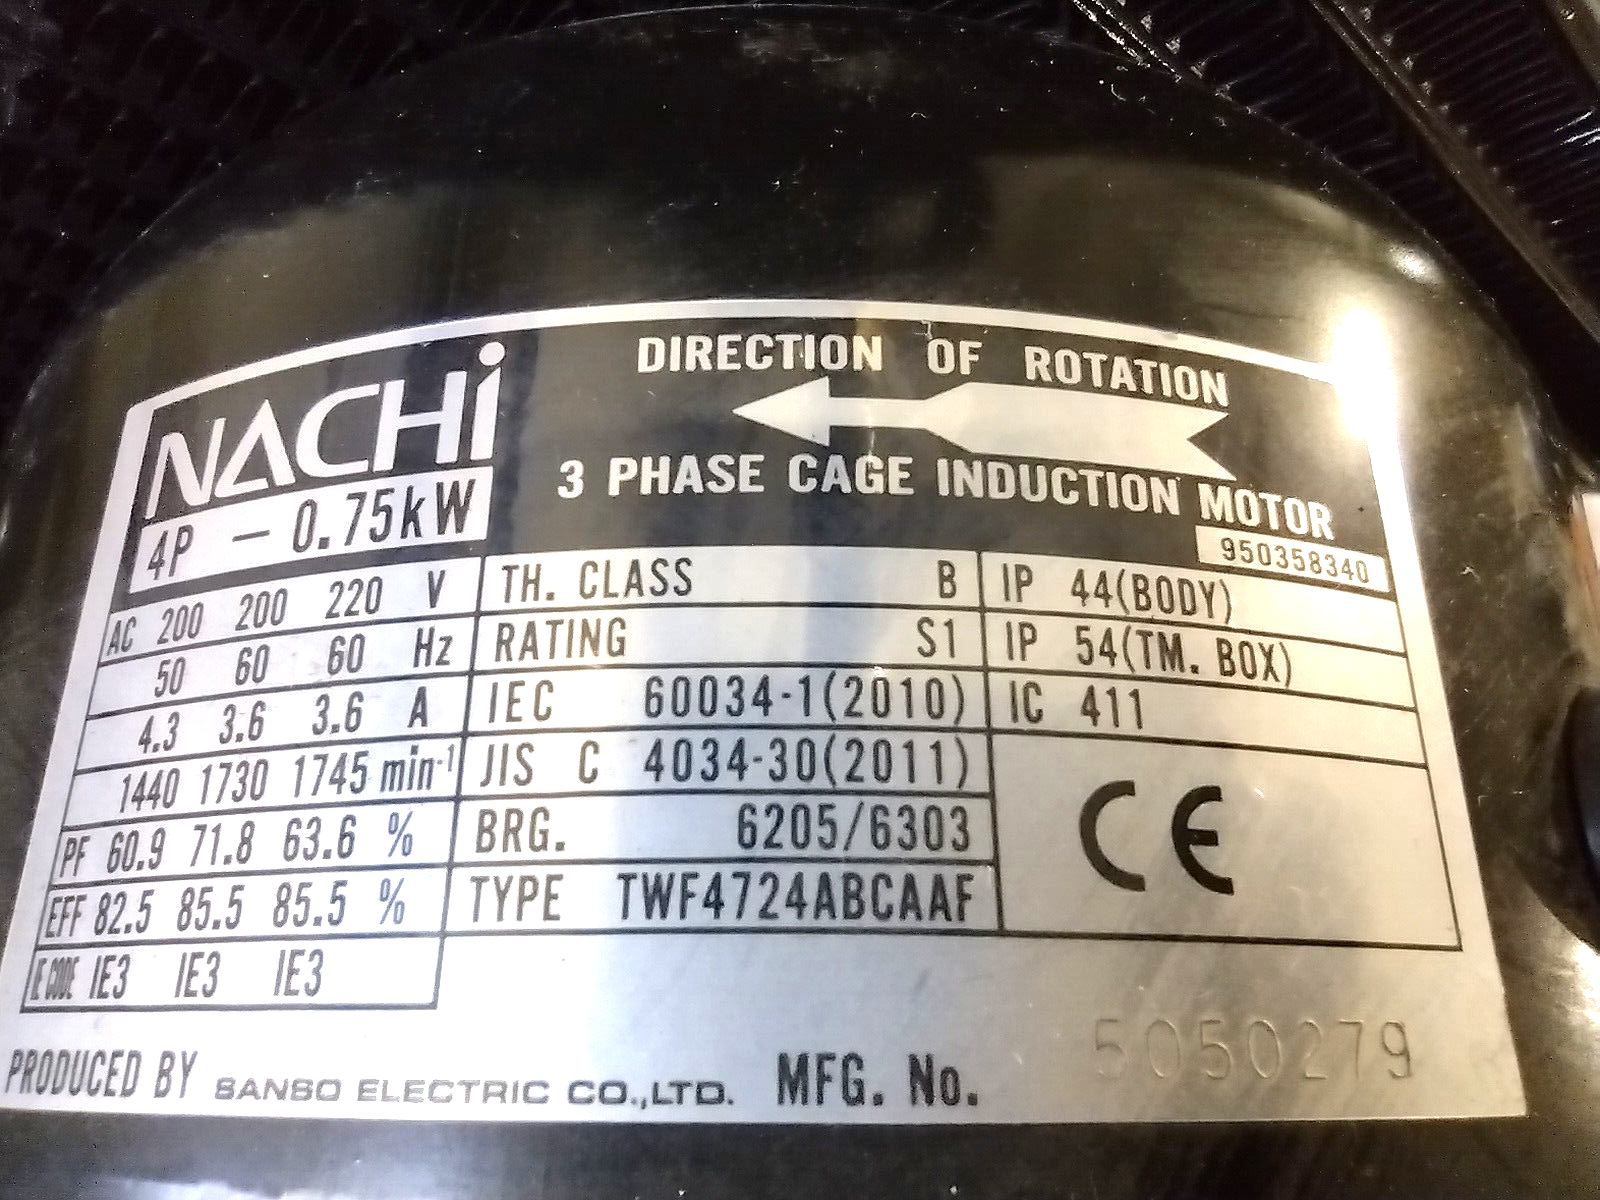 NACHi
DIRECTION OF ROTATION
3 PHASE CAGE INDUCTION MOTOR
4P - 0.75kW
950358340
AC 200 200 220 V
50 60 60 Hz
4.3 3.6 3.6 A
1440 1730 1745 min-1
PF 60.9 71.8 63.6 %
EFF 82.5 85.5 85.5 %
IE CODE IE3 IE3 IE3
TH. CLASS B
RATING S1
IEC 60034-1(2010)
JIS C 4034-30(2011)
BRG. 6205/6303
TYPE TWF4724ABCAAF
IP 44(BODY)
IP 54(TM. BOX)
IC 411
CE
PRODUCED BY SANSO ELECTRIC CO.,LTD. MFG. No. 5050279